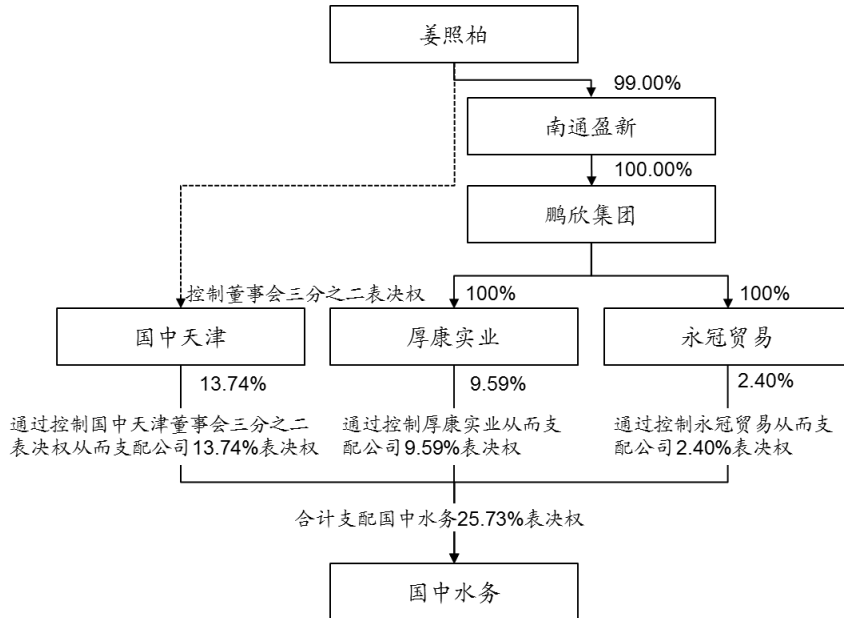 姜照柏
99.00%
南通盈新
100.00%
鹏欣集团
控制董事会三分之二表决权
100%
100%
国中天津
厚康实业
永冠贸易
13.74%
9.59%
2.40%
通过控制国中天津董事会三分之二
表决权从而支配公司13.74%表决权
通过控制厚康实业从而支
配公司9.59%表决权
通过控制永冠贸易从而支
配公司2.40%表决权
合计支配国中水务25.73%表决权
国中水务